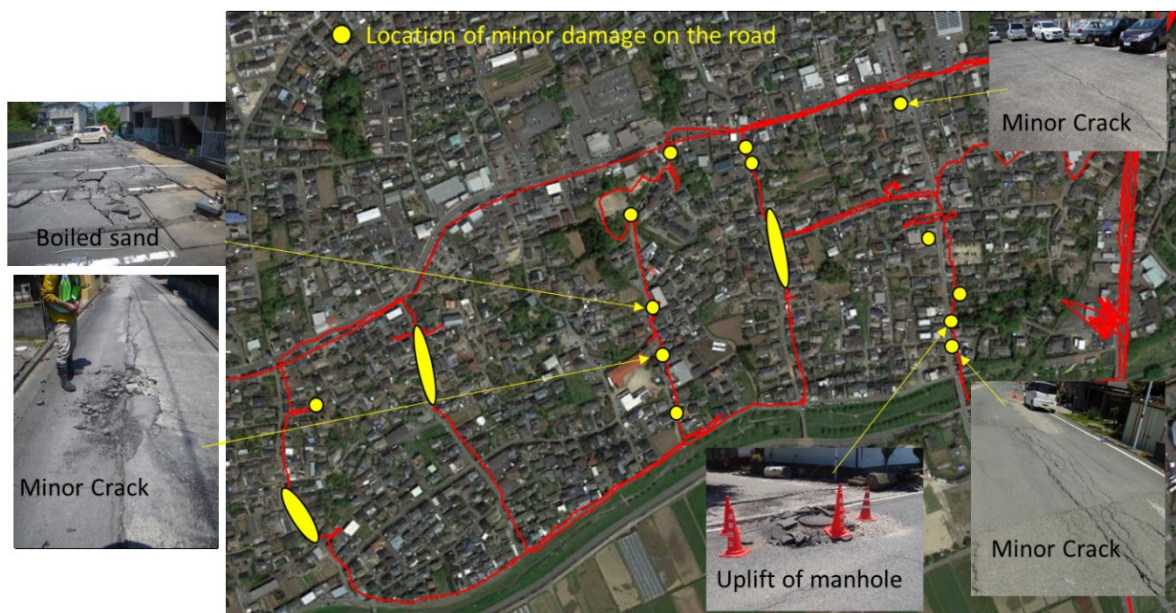 Location of minor damage on the road
Minor Crack
Boiled sand
Minor Crack
Uplift of manhole
Minor Crack